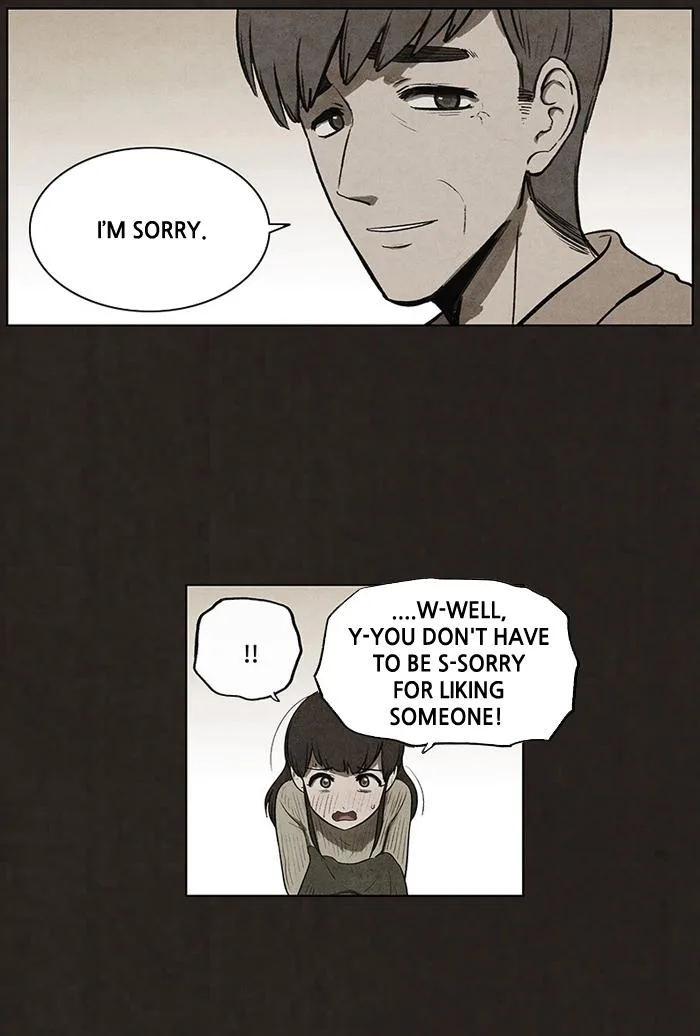 I'M SORRY.
!!
....W-WELL,
Y-YOU DON'T HAVE
TO BE S-SORRY
FOR LIKING
SOMEONE!